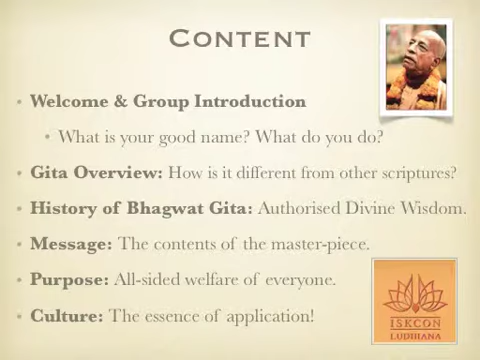 CONTENT
• Welcome & Group Introduction
• What is your good name? What do you do?
• Gita Overview: How is it different from other scriptures?
• History of Bhagwat Gita: Authorised Divine Wisdom.
• Message: The contents of the master-piece.
• Purpose: All-sided welfare of everyone.
• Culture: The essence of application!
ISKCON
LUDHIANA